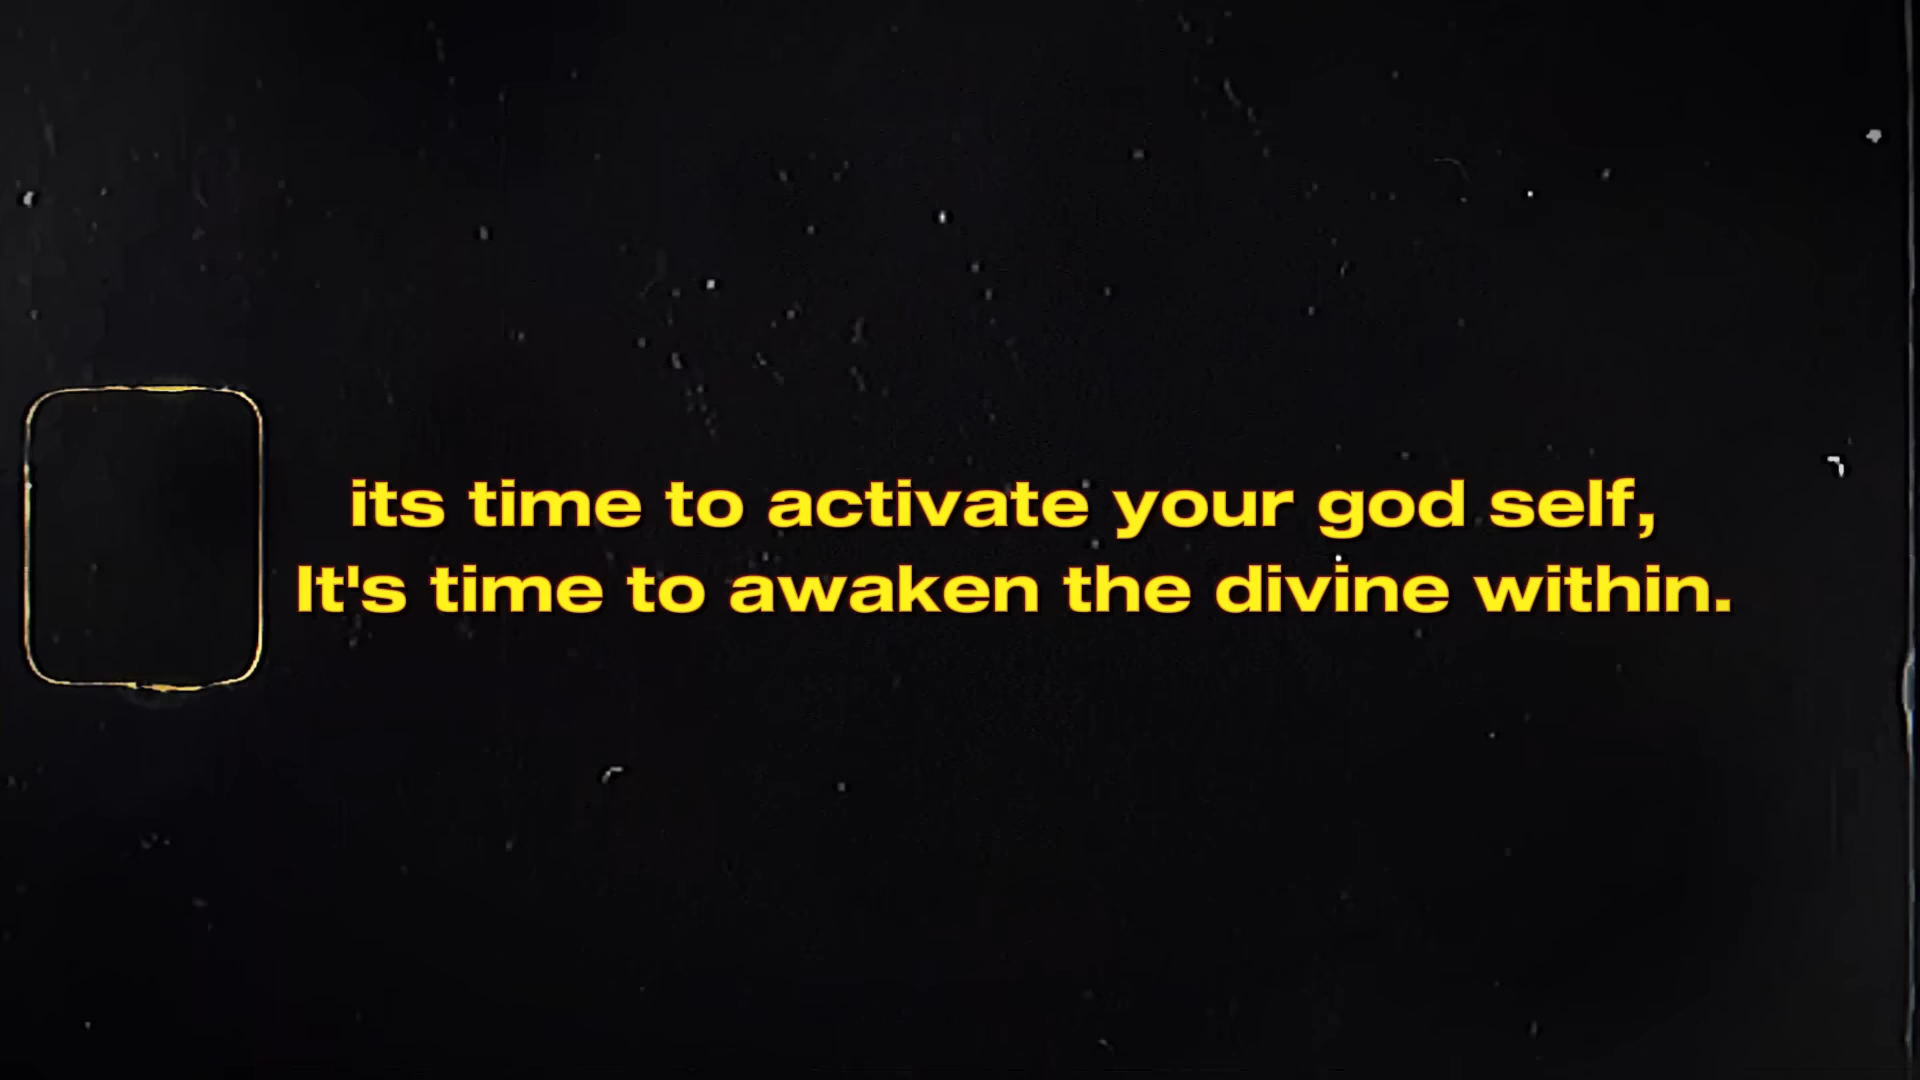 its time to activate your god self,
It's time to awaken the divine within.